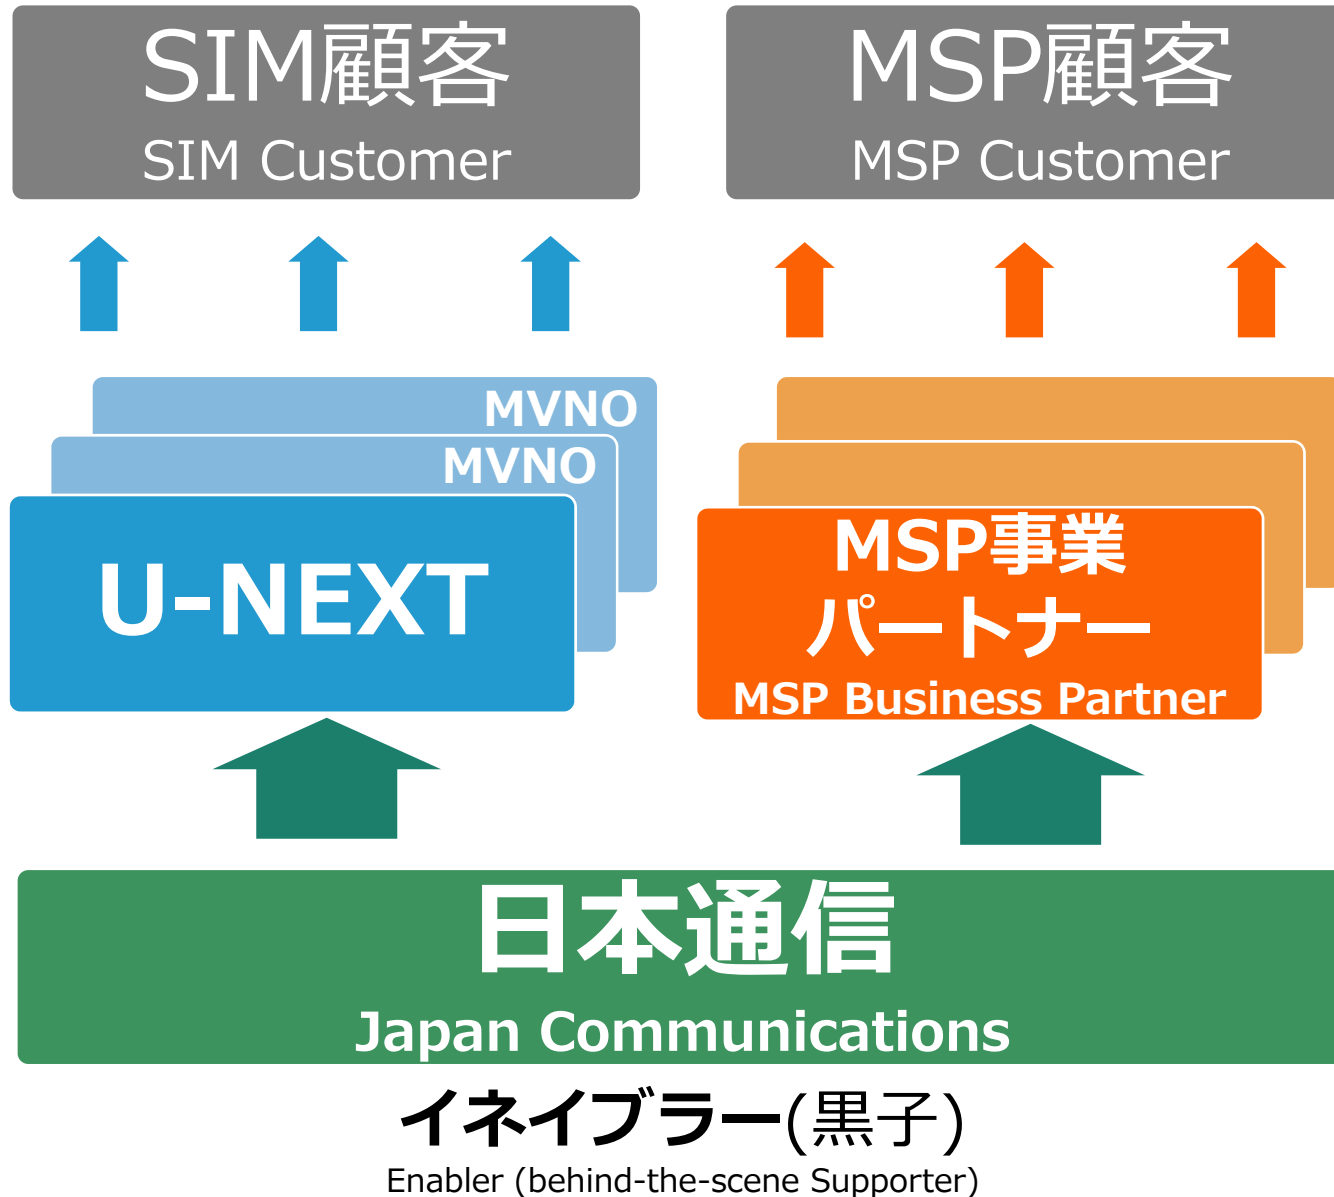 SIM顧客
SIM Customer
MSP顧客
MSP Customer
MVNO
MVNO
U-NEXT
MSP事業
パートナー
MSP Business Partner
日本通信
Japan Communications
イネイブラー(黒子)
Enabler (behind-the-scene Supporter)